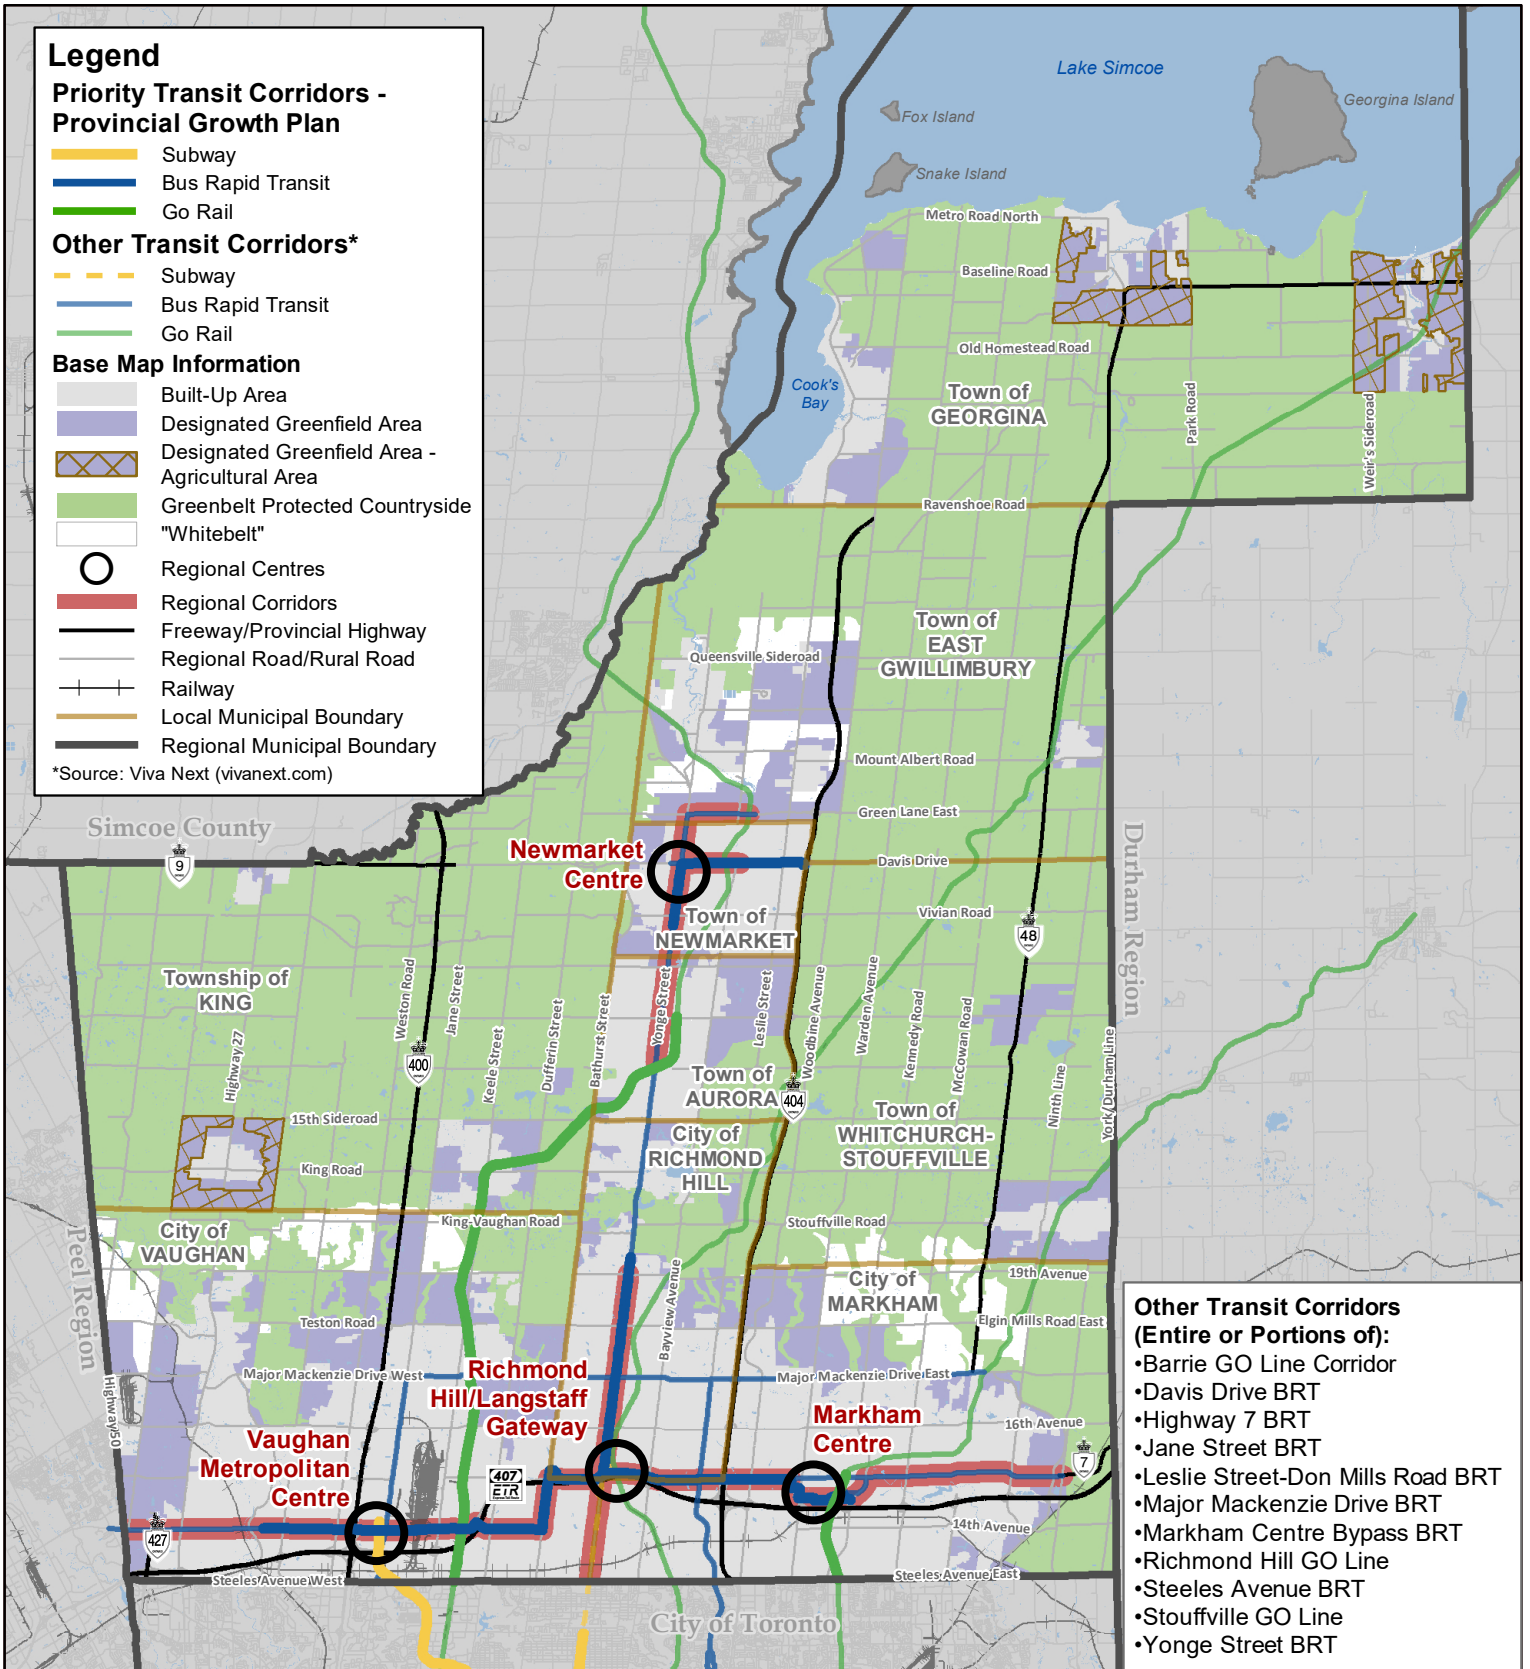 Legend
Priority Transit Corridors -
Provincial Growth Plan
Subway
Bus Rapid Transit
Go Rail
Other Transit Corridors*
Subway
Bus Rapid Transit
Go Rail
Base Map Information
Built-Up Area
Designated Greenfield Area
Designated Greenfield Area -
Agricultural Area
Greenbelt Protected Countryside
"Whitebelt"
Regional Centres
Regional Corridors
Freeway/Provincial Highway
Regional Road/Rural Road
Railway
Local Municipal Boundary
Regional Municipal Boundary
*Source: Viva Next (vivanext.com)
Lake Simcoe
Georgina Island
Fox Island
Snake Island
Metro Road North
Baseline Road
Old Homestead Road
Cook's
Bay
Town of
GEORGINA
Park Road
Weir's Sideroad
Ravenshoe Road
Town of
EAST
GWILLIMBURY
Queensville Sideroad
Mount Albert Road
Green Lane East
Simcoe County
9
Newmarket
Centre
Davis Drive
Durham Region
Vivian Road
48
Town of
NEWMARKET
Township of
KING
Weston Road
Jane Street
400
Highway 27
Keele Street
Dufferin Street
Bathurst Street
Yonge Street
Leslie Street
Woodbine Avenue
Warden Avenue
Kennedy Road
McCowan Road
Ninth Line
York/Durham Line
Town of
AURORA
404
Town of
WHITCHURCH-
STOUFFVILLE
15th Sideroad
City of
RICHMOND
HILL
King Road
King-Vaughan Road
Stouffville Road
City of
VAUGHAN
Peel Region
19th Avenue
City of
MARKHAM
Bayview Avenue
Teston Road
Elgin Mills Road East
Major Mackenzie Drive West
Major Mackenzie Drive East
Highway 50
Richmond
Hill/Langstaff
Gateway
Markham
Centre
16th Avenue
7
Vaughan
Metropolitan
Centre
407
ETR
427
14th Avenue
Steeles Avenue West
Steeles Avenue East
City of Toronto
Other Transit Corridors
(Entire or Portions of):
•Barrie GO Line Corridor
•Davis Drive BRT
•Highway 7 BRT
•Jane Street BRT
•Leslie Street-Don Mills Road BRT
•Major Mackenzie Drive BRT
•Markham Centre Bypass BRT
•Richmond Hill GO Line
•Steeles Avenue BRT
•Stouffville GO Line
•Yonge Street BRT